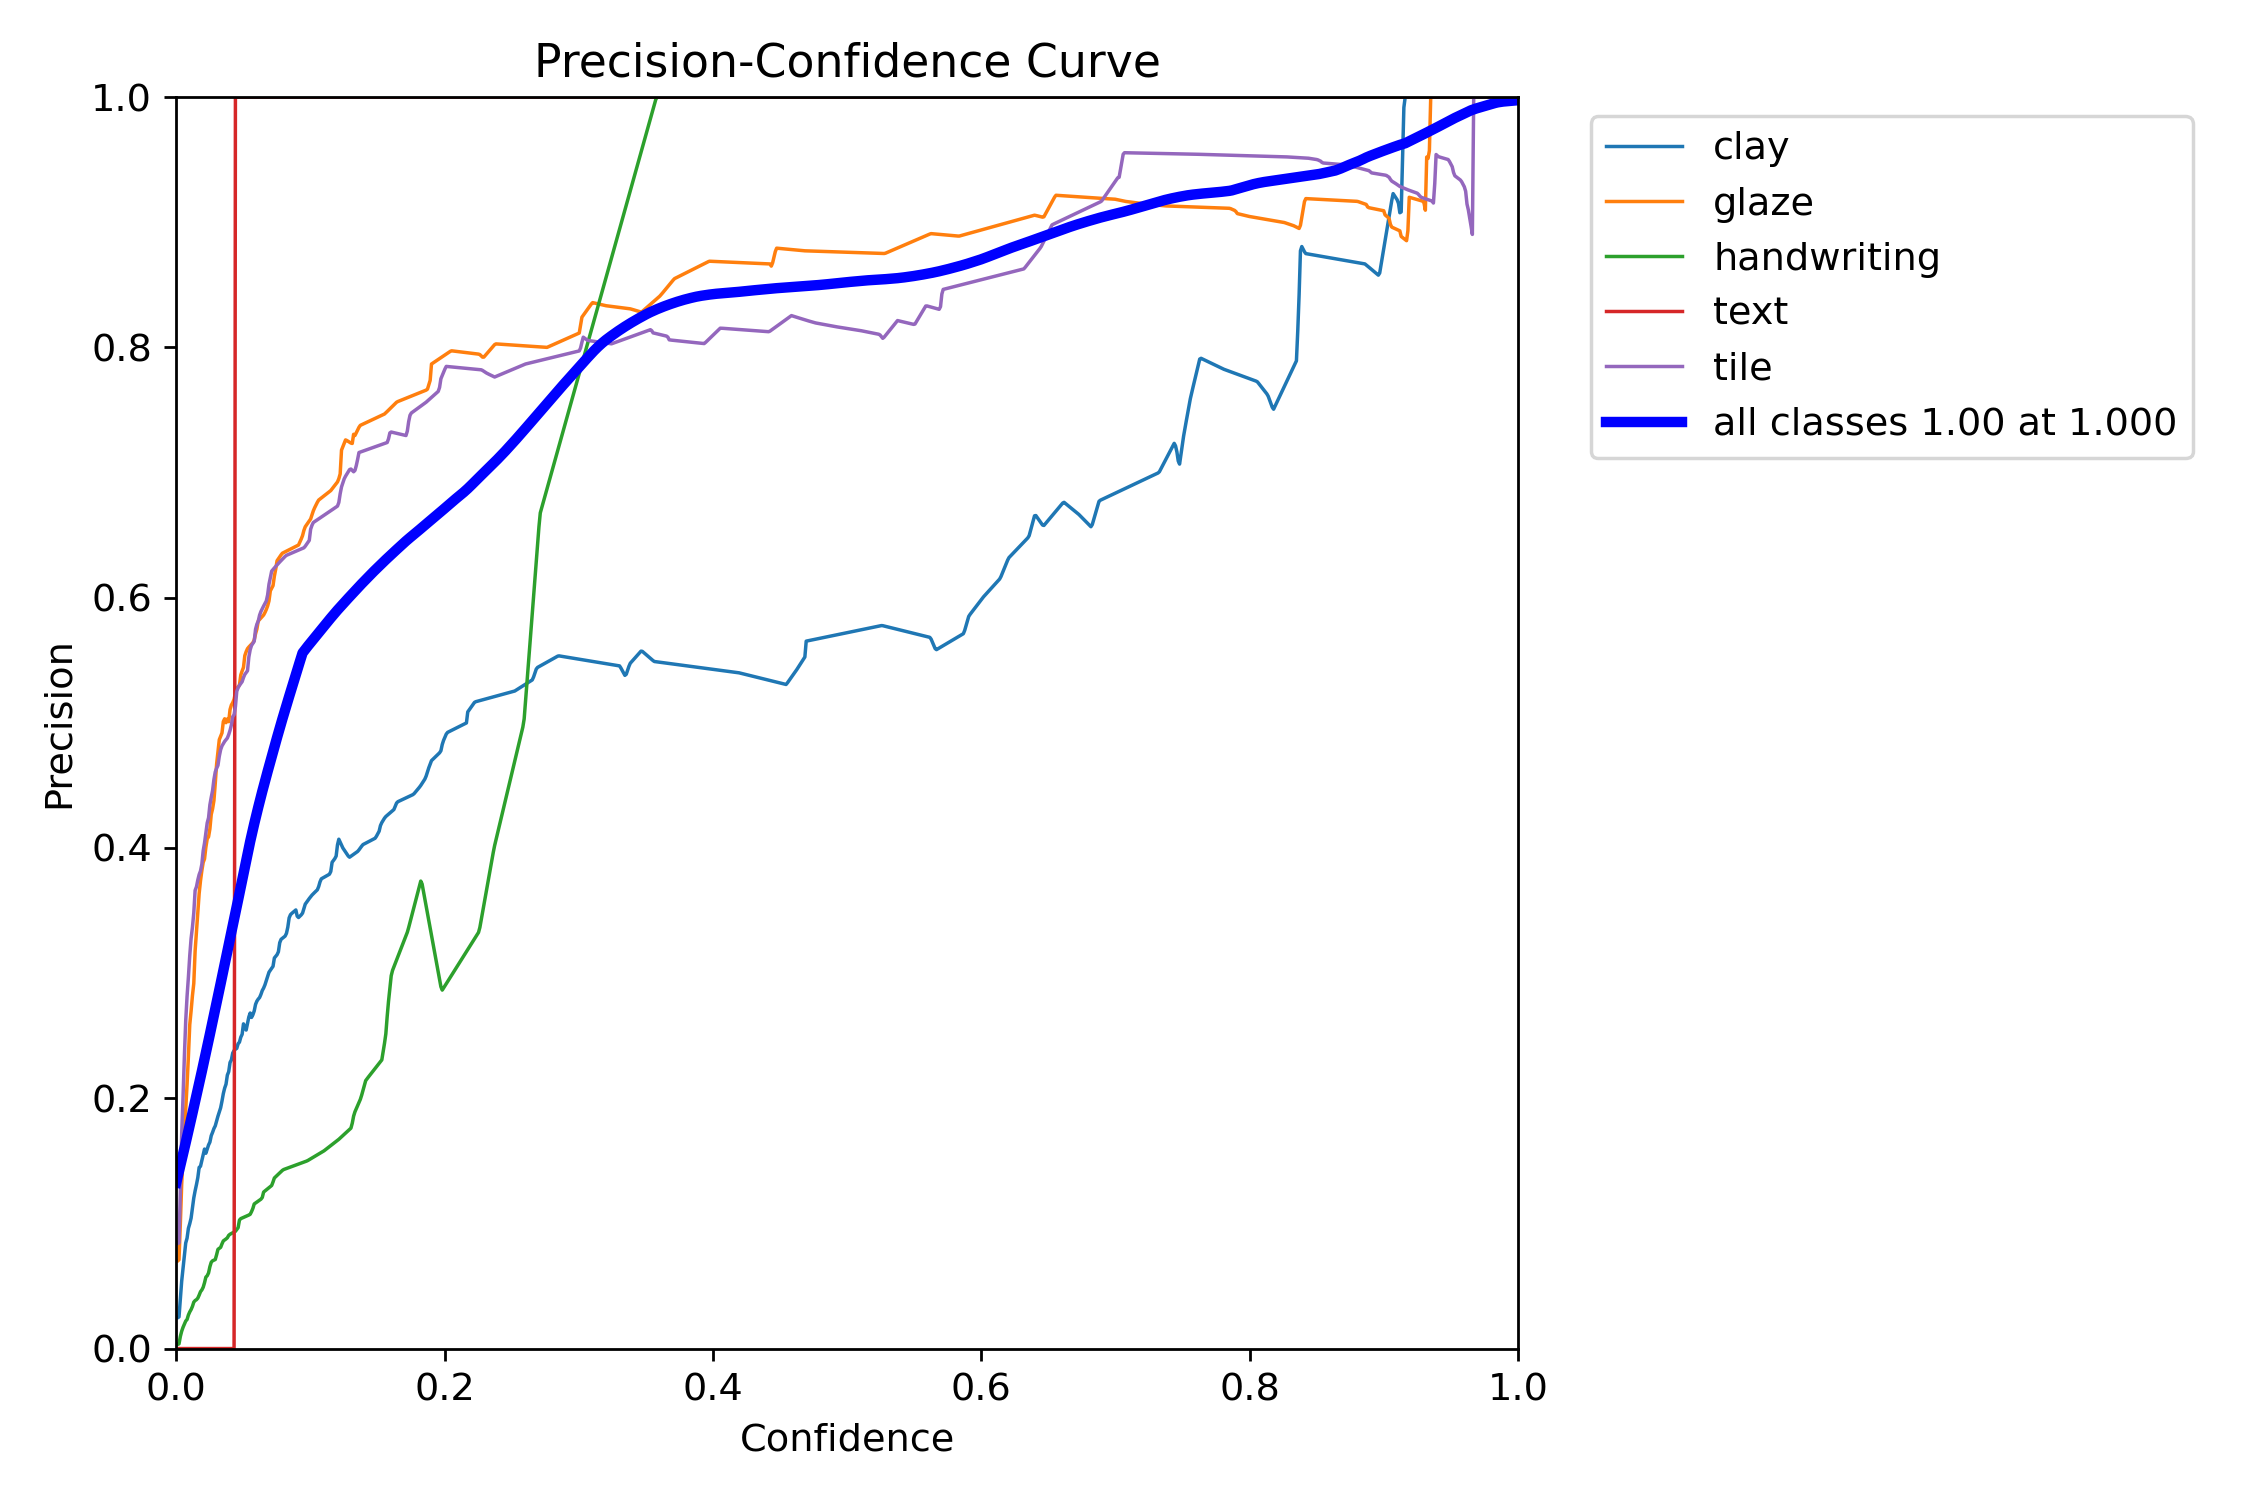 Precision-Confidence Curve
1.0
0.8
0.6
0.4
0.2
0.0
Precision
0.0 0.2 0.4 0.6 0.8 1.0
Confidence
clay
glaze
handwriting
text
tile
all classes 1.00 at 1.000